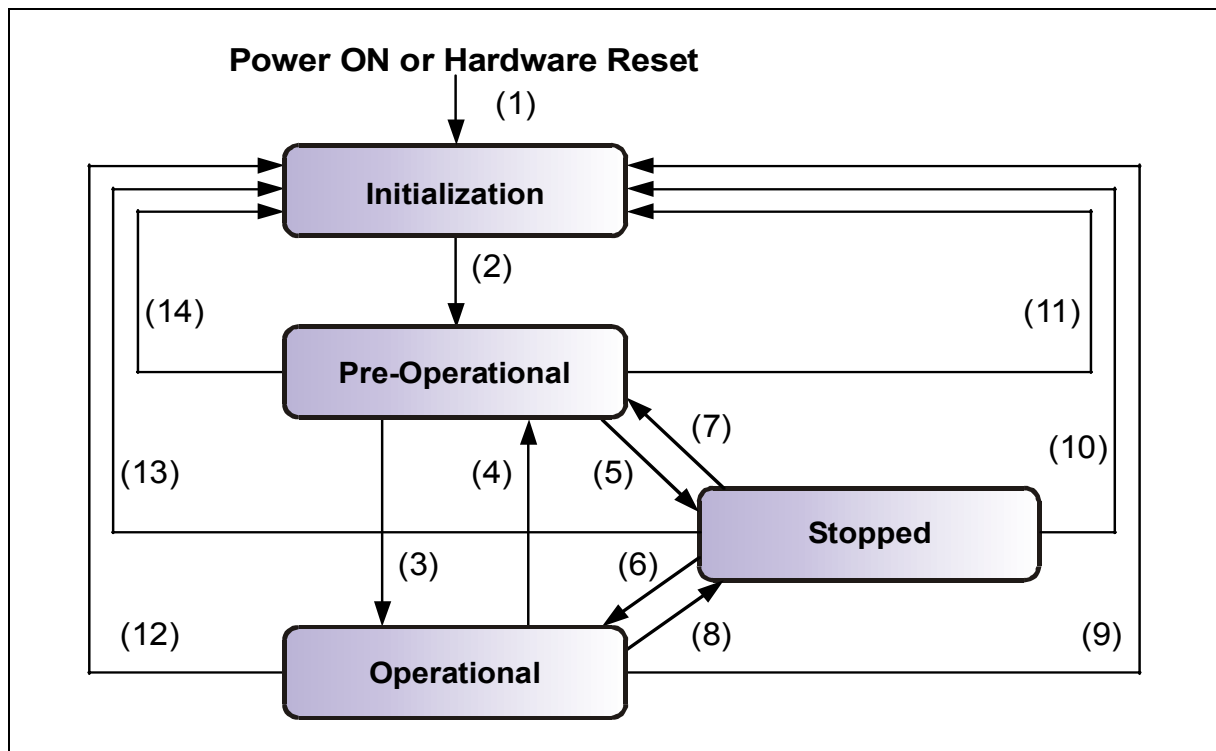 Power ON or Hardware Reset
(1)
Initialization
(2)
(14)
(11)
Pre-Operational
(7)
(13)
(4)
(5)
(10)
Stopped
(3)
(6)
(12)
(8)
(9)
Operational